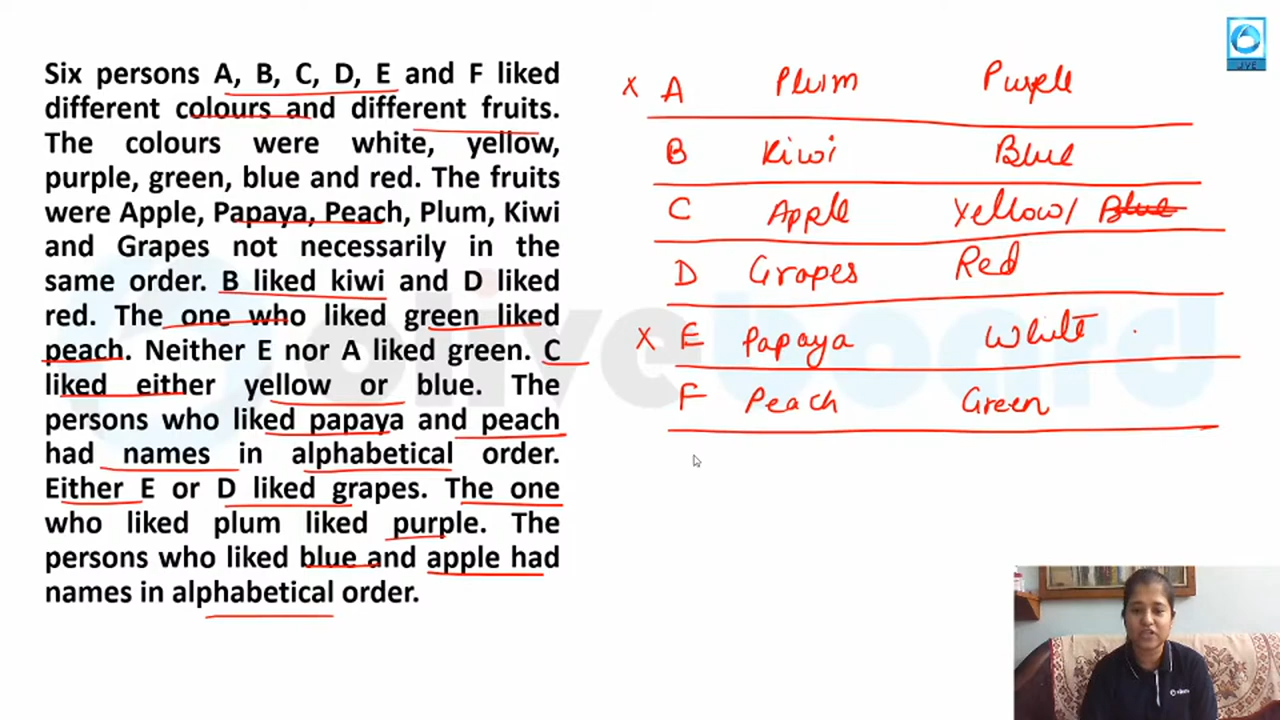 Six persons A, B, C, D, E and F liked
different colours and different fruits.
The colours were white, yellow,
purple, green, blue and red. The fruits
were Apple, Papaya, Peach, Plum, Kiwi
and Grapes not necessarily in the
same order. B liked kiwi and D liked
red. The one who liked green liked
peach. Neither E nor A liked green. C
liked either yellow or blue. The
persons who liked papaya and peach
had names in alphabetical order.
Either E or D liked grapes. The one
who liked plum liked purple. The
persons who liked blue and apple had
names in alphabetical order.
x A Plum Purple
B Kiwi Blue
C Apple Yellow/ Blue
D Grapes Red
x E Papaya White
F Peach Green
oliveboard
LIVE